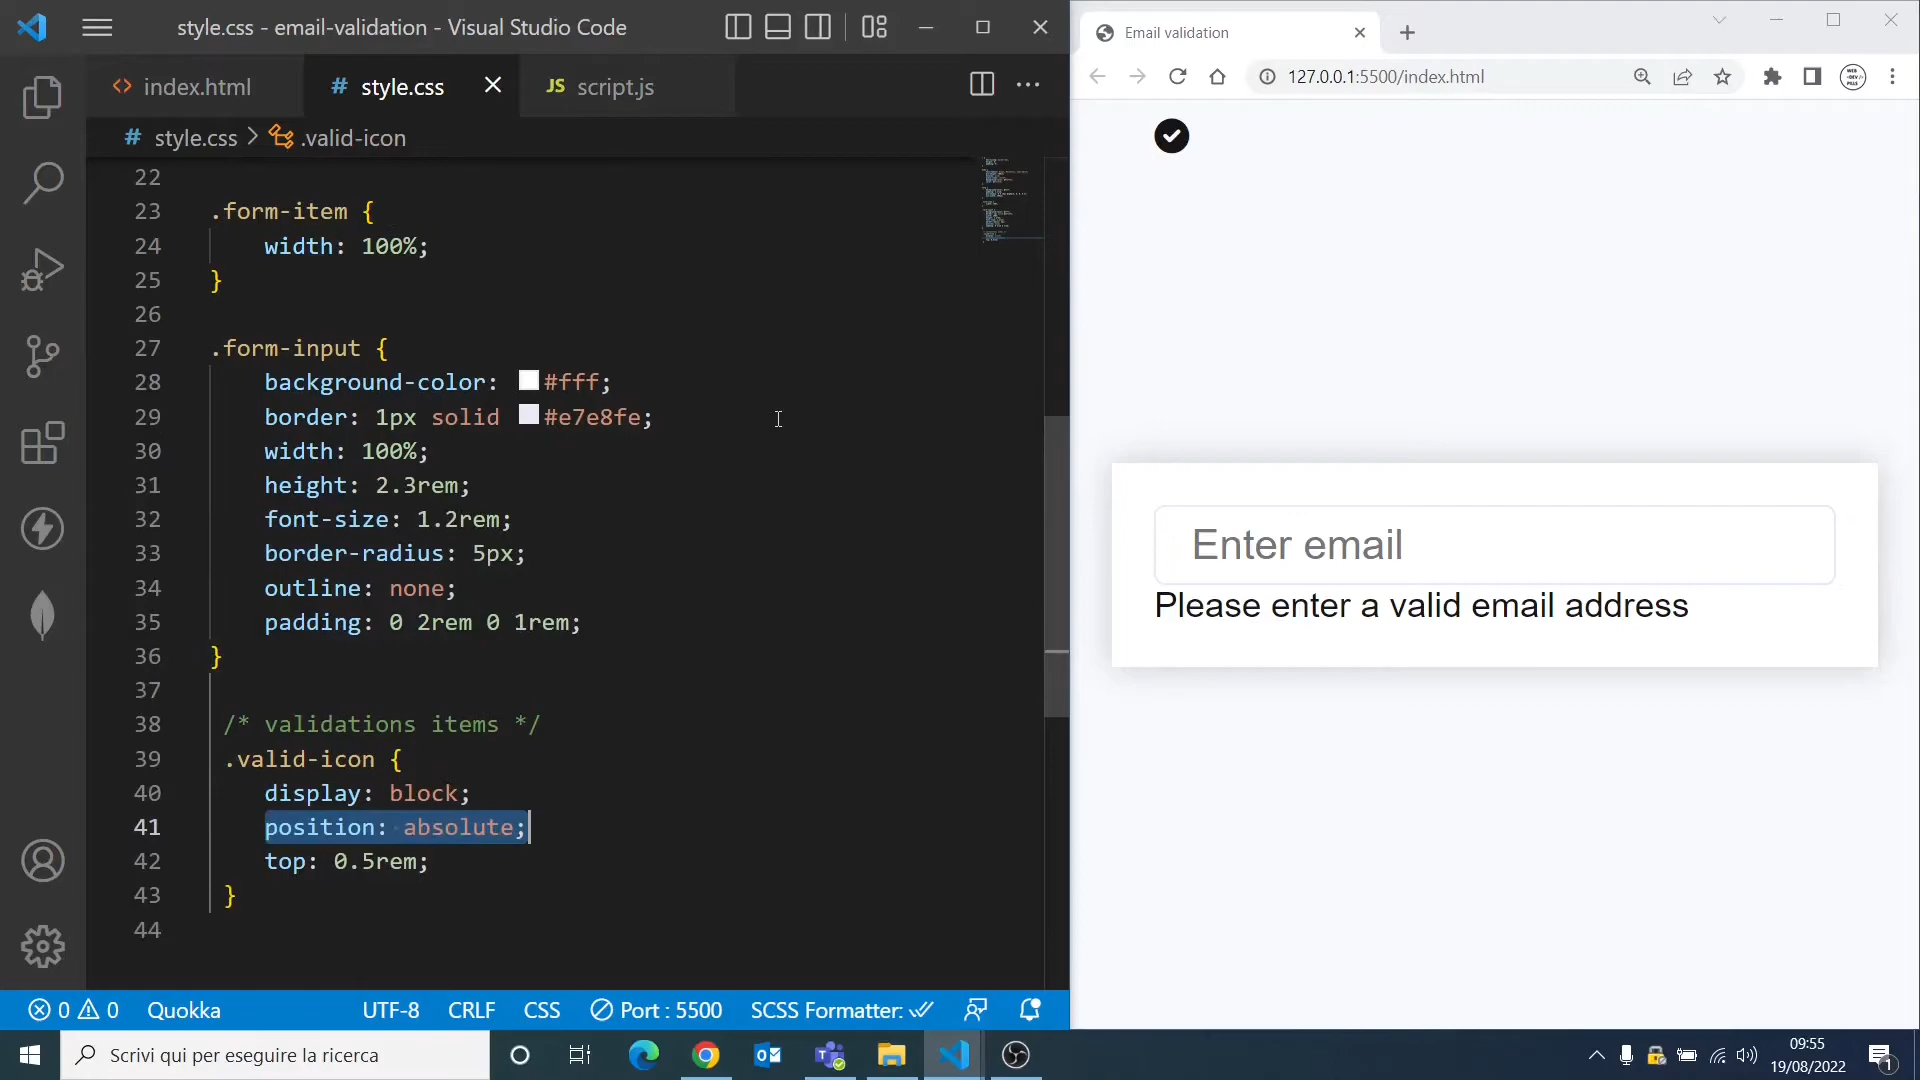 style.css - email-validation - Visual Studio Code
index.html
# style.css
JS script.js
# style.css > .valid-icon
22
23 .form-item {
24 width: 100%;
25 }
26
27 .form-input {
28 background-color: #fff;
29 border: 1px solid #e7e8fe;
30 width: 100%;
31 height: 2.3rem;
32 font-size: 1.2rem;
33 border-radius: 5px;
34 outline: none;
35 padding: 0 2rem 0 1rem;
36 }
37
38 /* validations items */
39 .valid-icon {
40 display: block;
41 position: absolute;
42 top: 0.5rem;
43 }
44
0 0 Quokka UTF-8 CRLF CSS Port : 5500 SCSS Formatter:
Email validation
127.0.0.1:5500/index.html
Enter email
Please enter a valid email address
Scrivi qui per eseguire la ricerca
09:55
19/08/2022
1